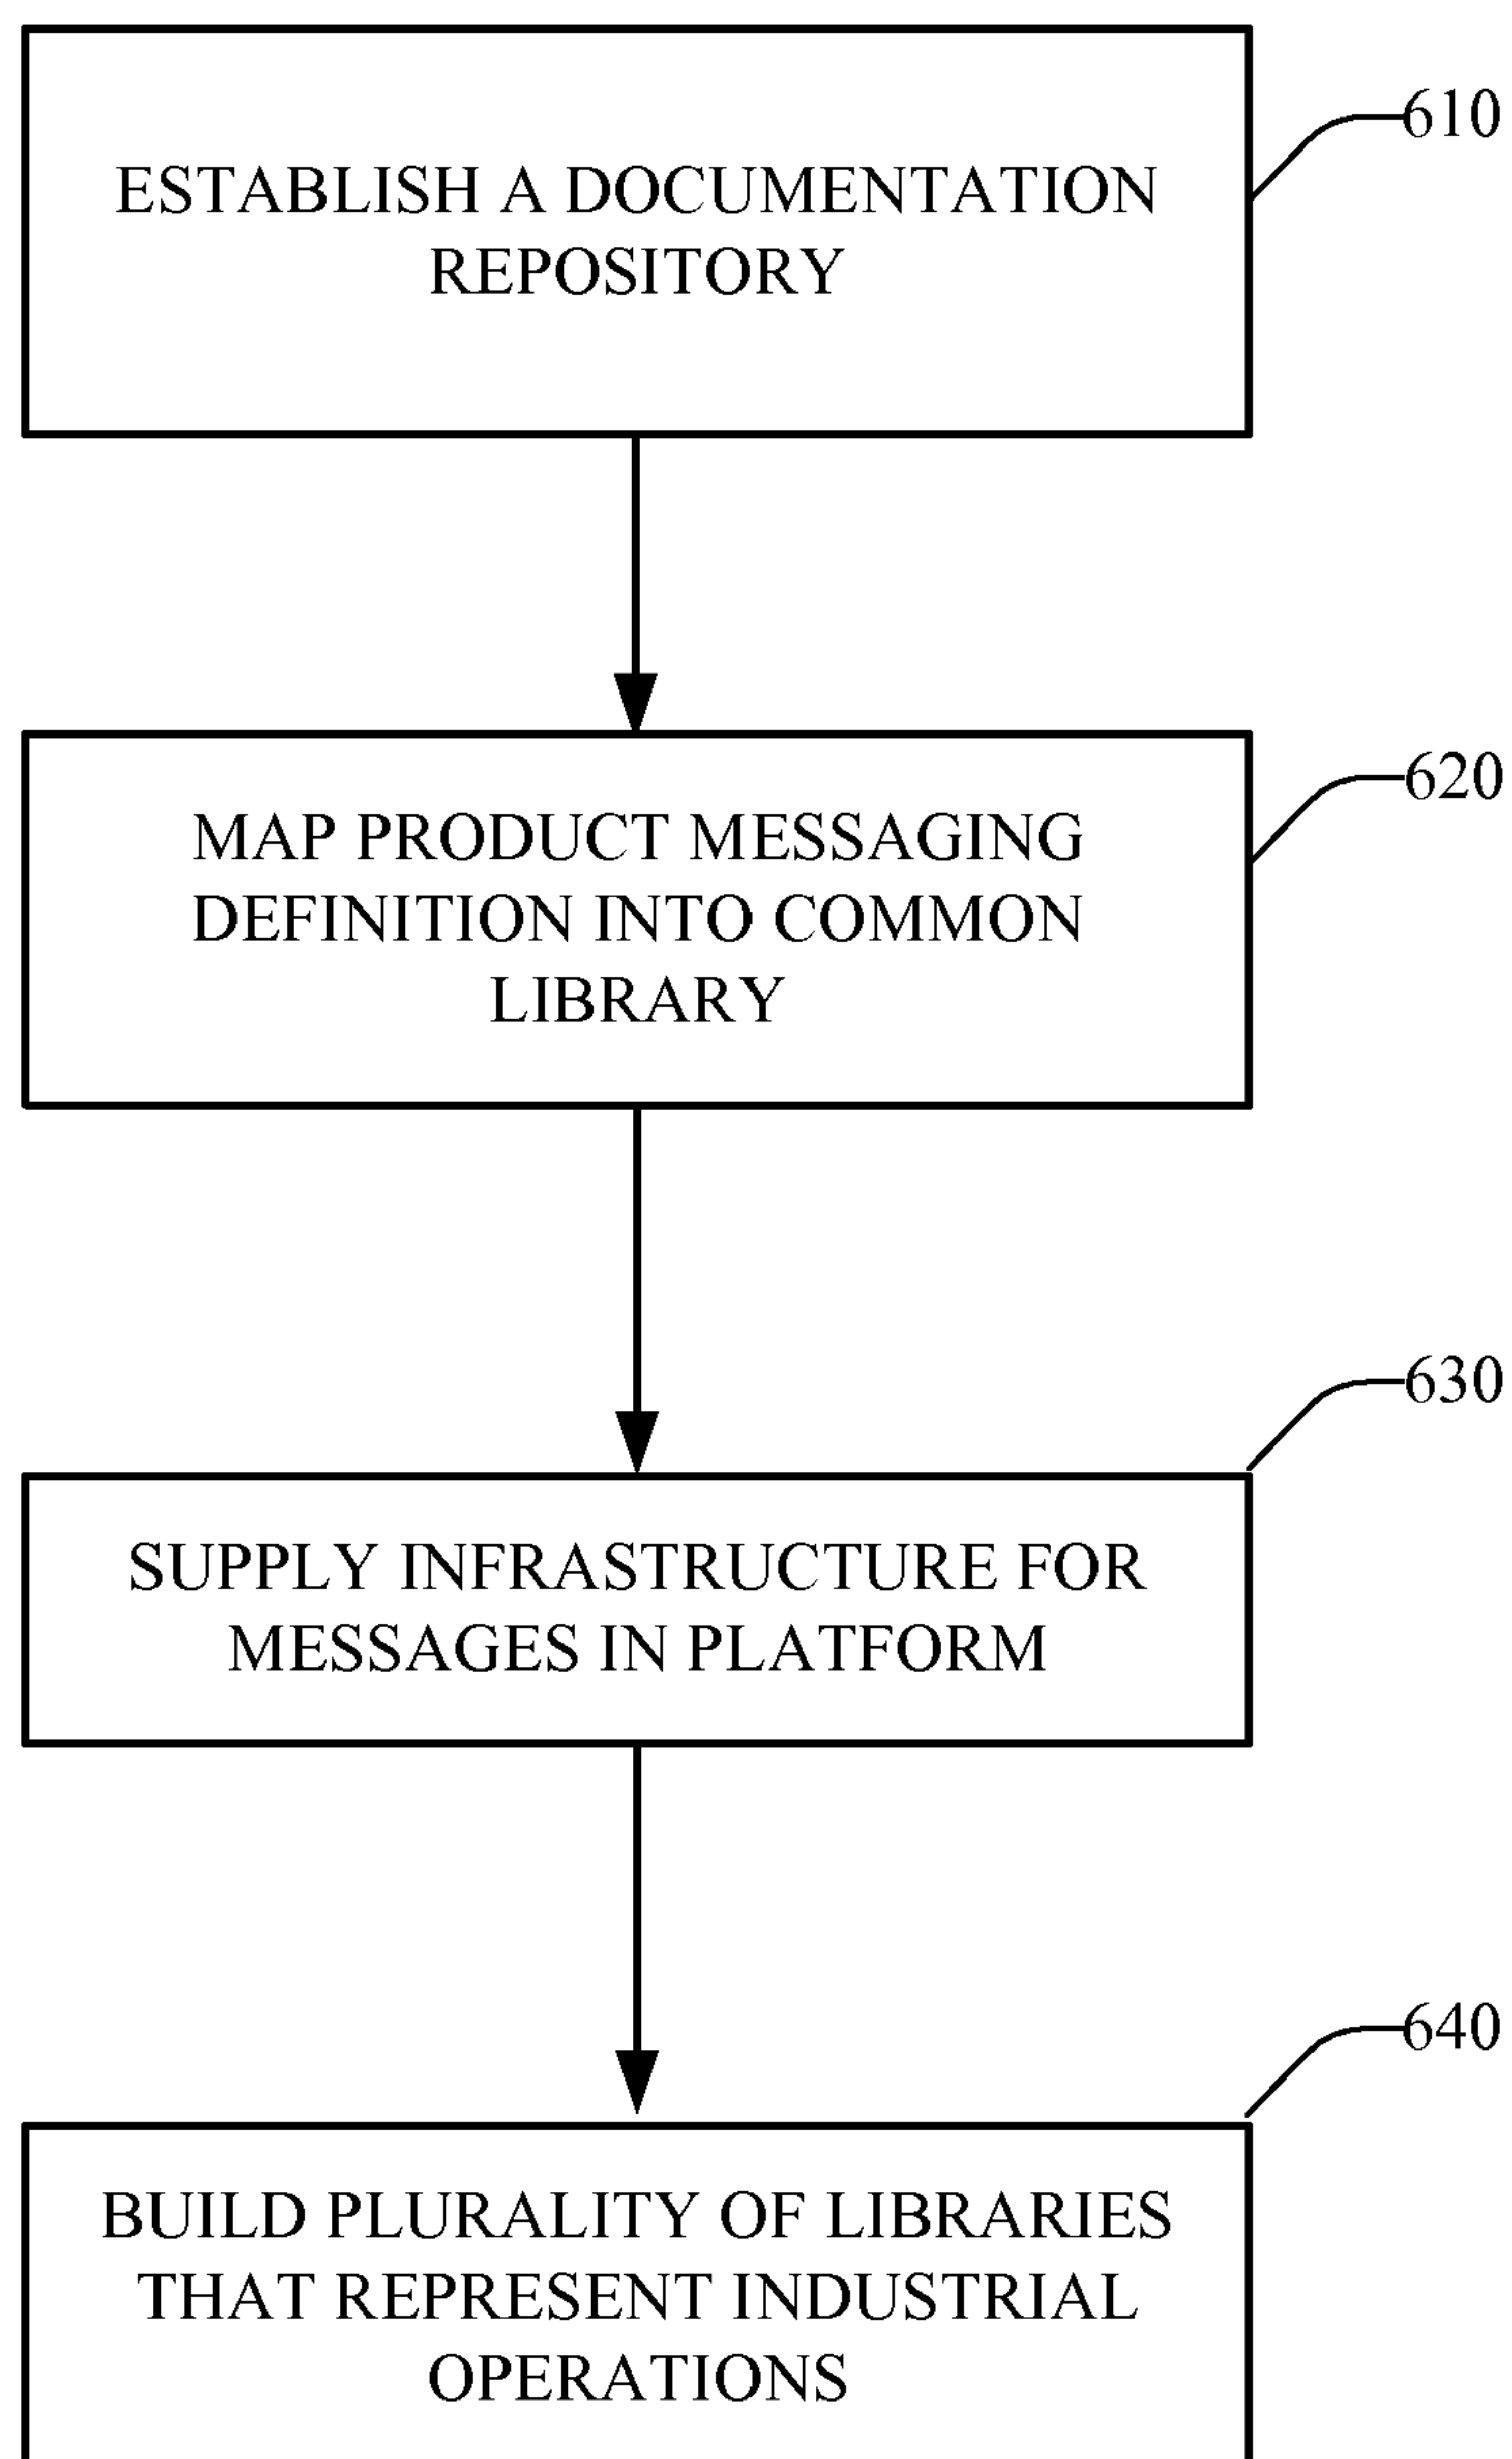 610
ESTABLISH A DOCUMENTATION
REPOSITORY
620
MAP PRODUCT MESSAGING
DEFINITION INTO COMMON
LIBRARY
630
SUPPLY INFRASTRUCTURE FOR
MESSAGES IN PLATFORM
640
BUILD PLURALITY OF LIBRARIES
THAT REPRESENT INDUSTRIAL
OPERATIONS